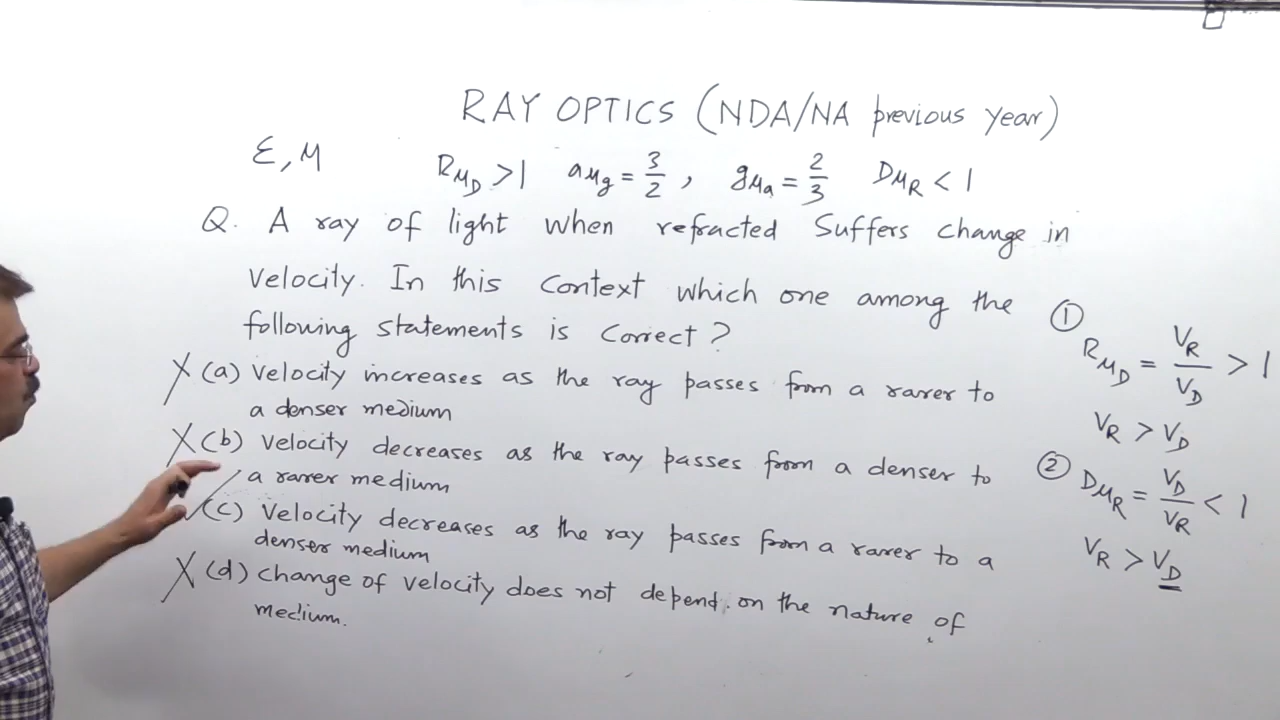 RAY OPTICS (NDA/NA previous year)
ε, μ
RμD > 1 aμg = 3/2 , gμa = 2/3 DμR < 1
Q. A ray of light when refracted Suffers change in
velocity. In this context which one among the
following statements is correct?
X (a) Velocity increases as the ray passes from a rarer to
a denser medium
X (b) Velocity decreases as the ray passes from a denser to
a rarer medium
✓ (c) Velocity decreases as the ray passes from a rarer to a
denser medium
X (d) Change of velocity does not depend on the nature of
medium.
① RμD = VR/VD > 1
VR > VD
② DμR = VD/VR < 1
VR > VD